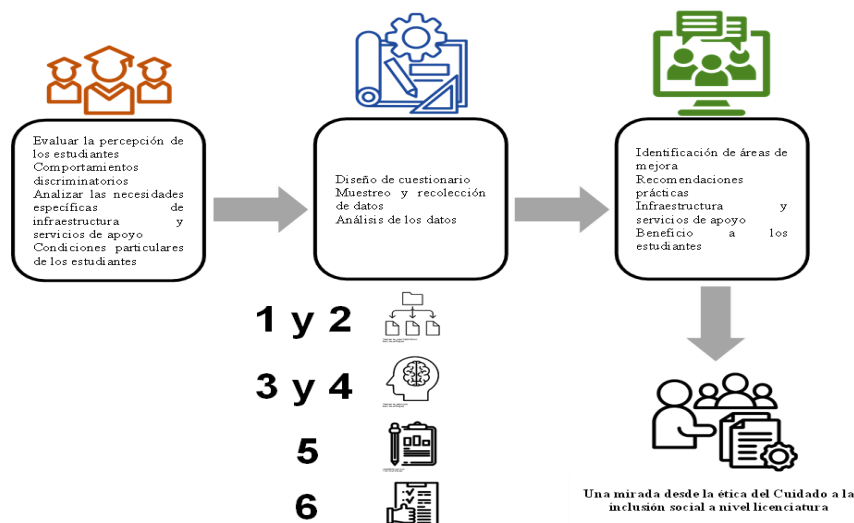 Evaluar la percepción de
los estudiantes
Comportamientos
discriminatorios
Analizar las necesidades
específicas de
infraestructura y
servicios de apoyo
Condiciones particulares
de los estudiantes
Diseño de cuestionario
Muestreo y recolección
de datos
Análisis de los datos
Identificación de áreas de
mejora
Recomendaciones
prácticas
Infraestructura y
servicios de apoyo
Beneficio a los
estudiantes
1 y 2
3 y 4
5
6
Una mirada desde la ética del Cuidado a la
inclusión social a nivel licenciatura